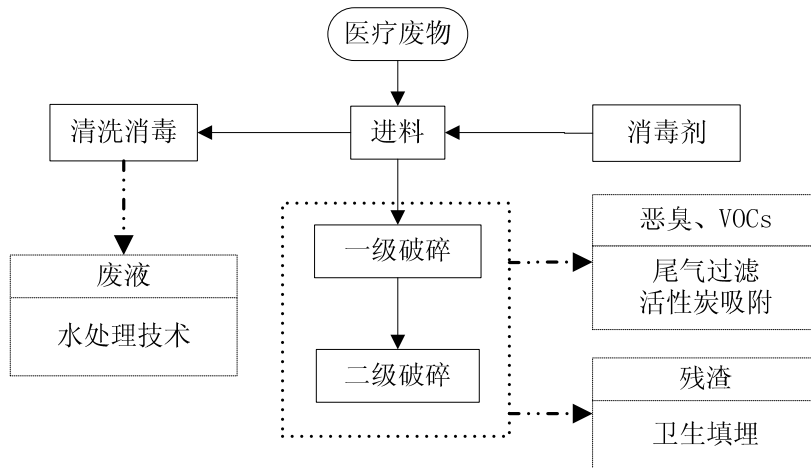 医疗废物
清洗消毒
进料
消毒剂
一级破碎
二级破碎
废液
水处理技术
恶臭、VOCs
尾气过滤
活性炭吸附
残渣
卫生填埋